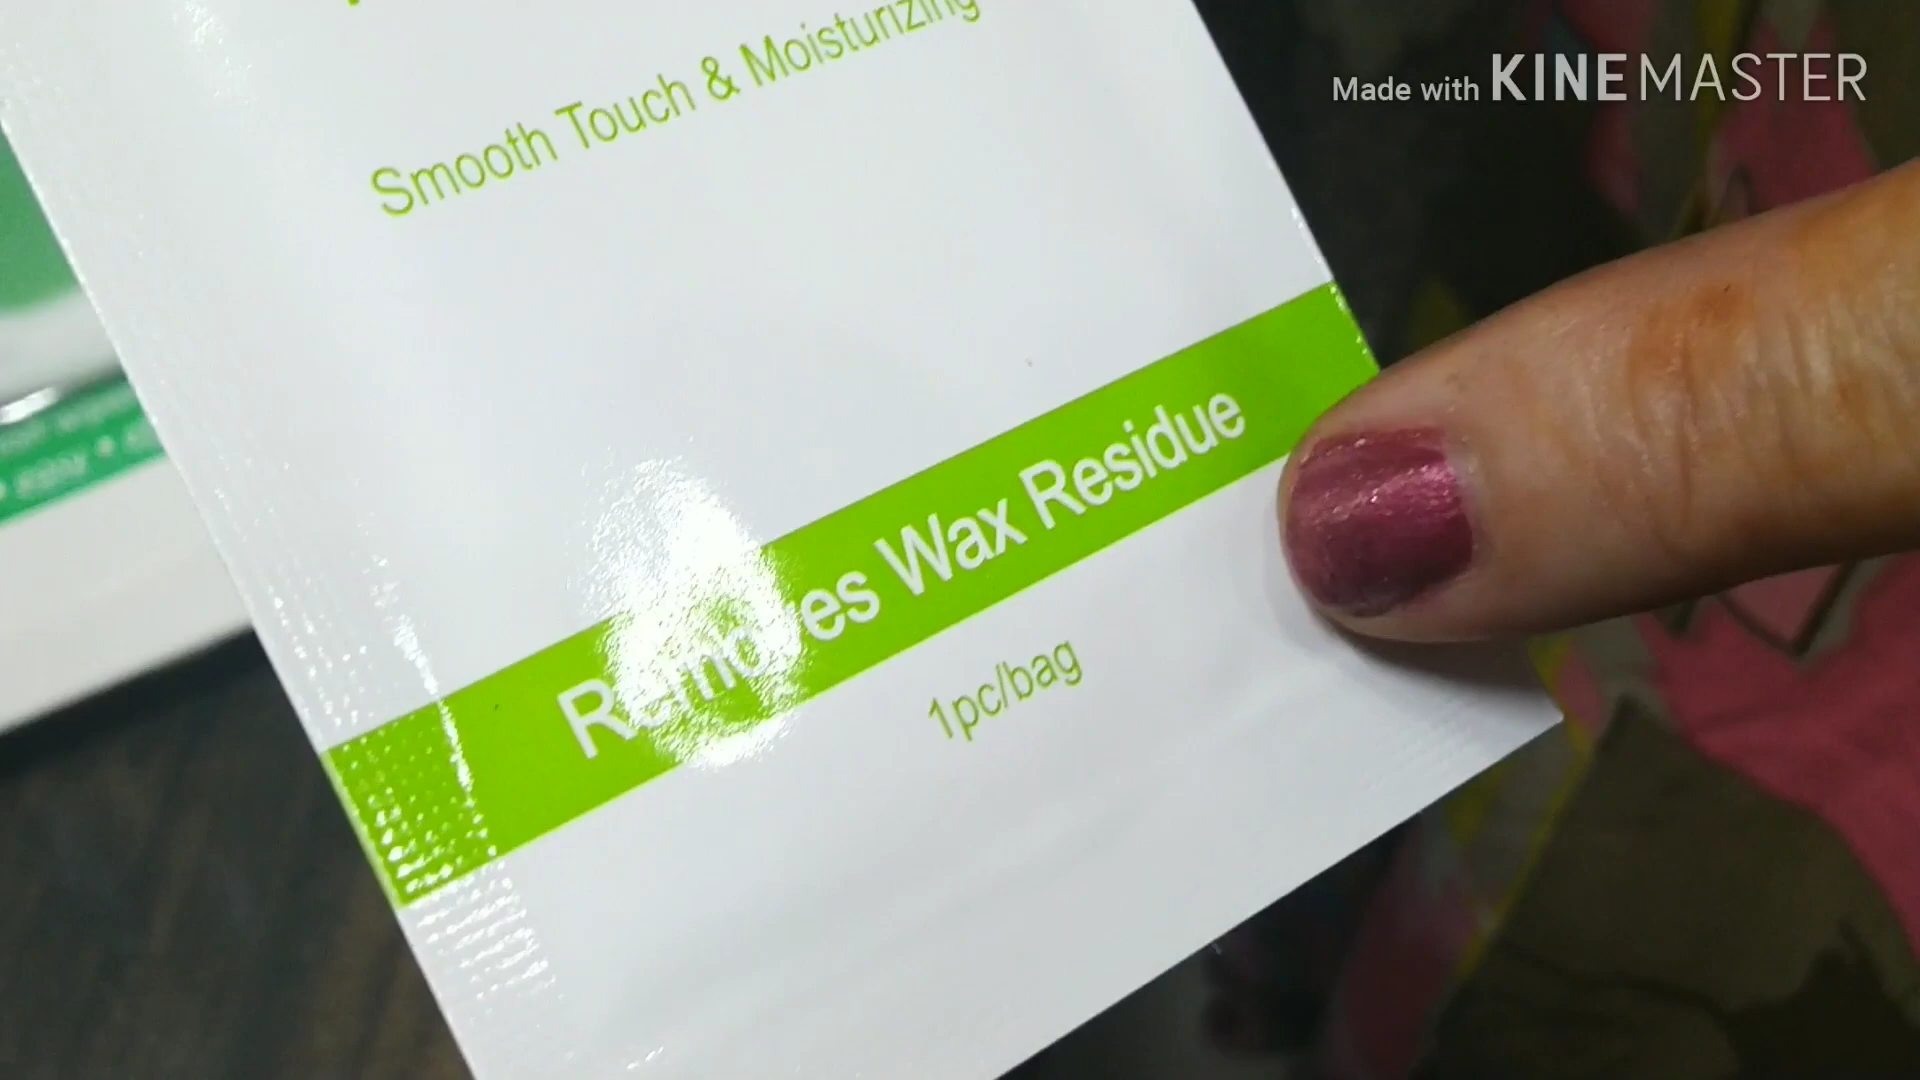 Made with KINEMASTER
Smooth Touch & Moisturizing
Removes Wax Residue
1pc/bag